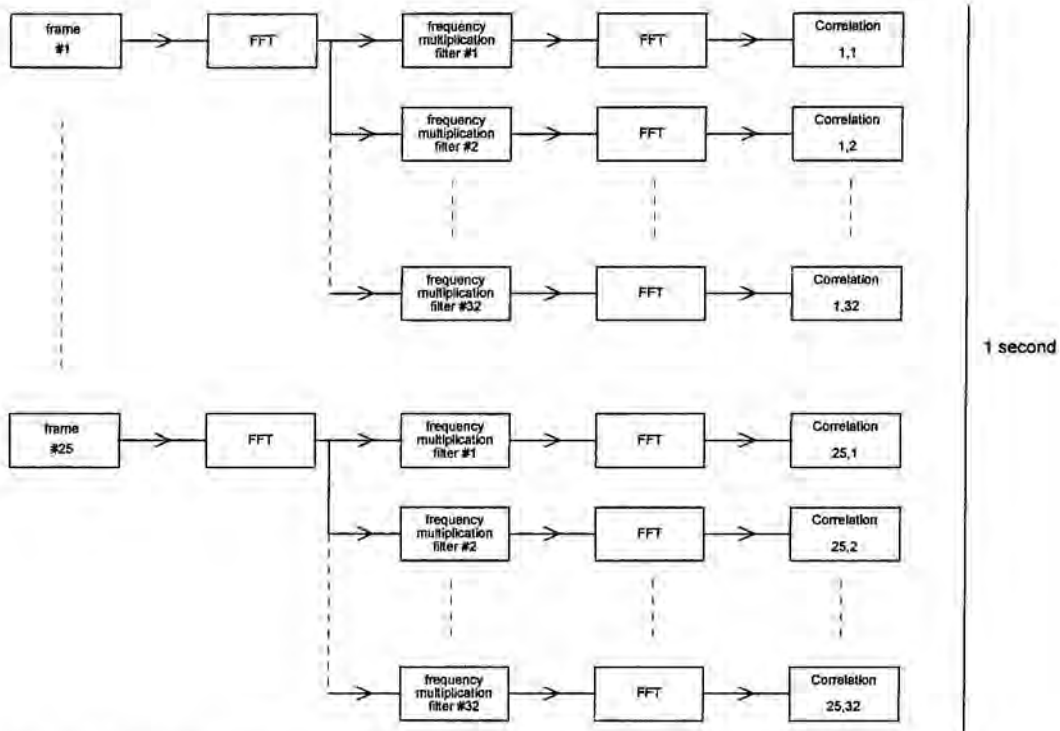 frame
#1
FFT
frequency
multiplication
filter #1
FFT
Correlation
1,1
frequency
multiplication
filter #2
FFT
Correlation
1,2
frequency
multiplication
filter #32
FFT
Correlation
1,32
1 second
frame
#25
FFT
frequency
multiplication
filter #1
FFT
Correlation
25,1
frequency
multiplication
filter #2
FFT
Correlation
25,2
frequency
multiplication
filter #32
FFT
Correlation
25,32